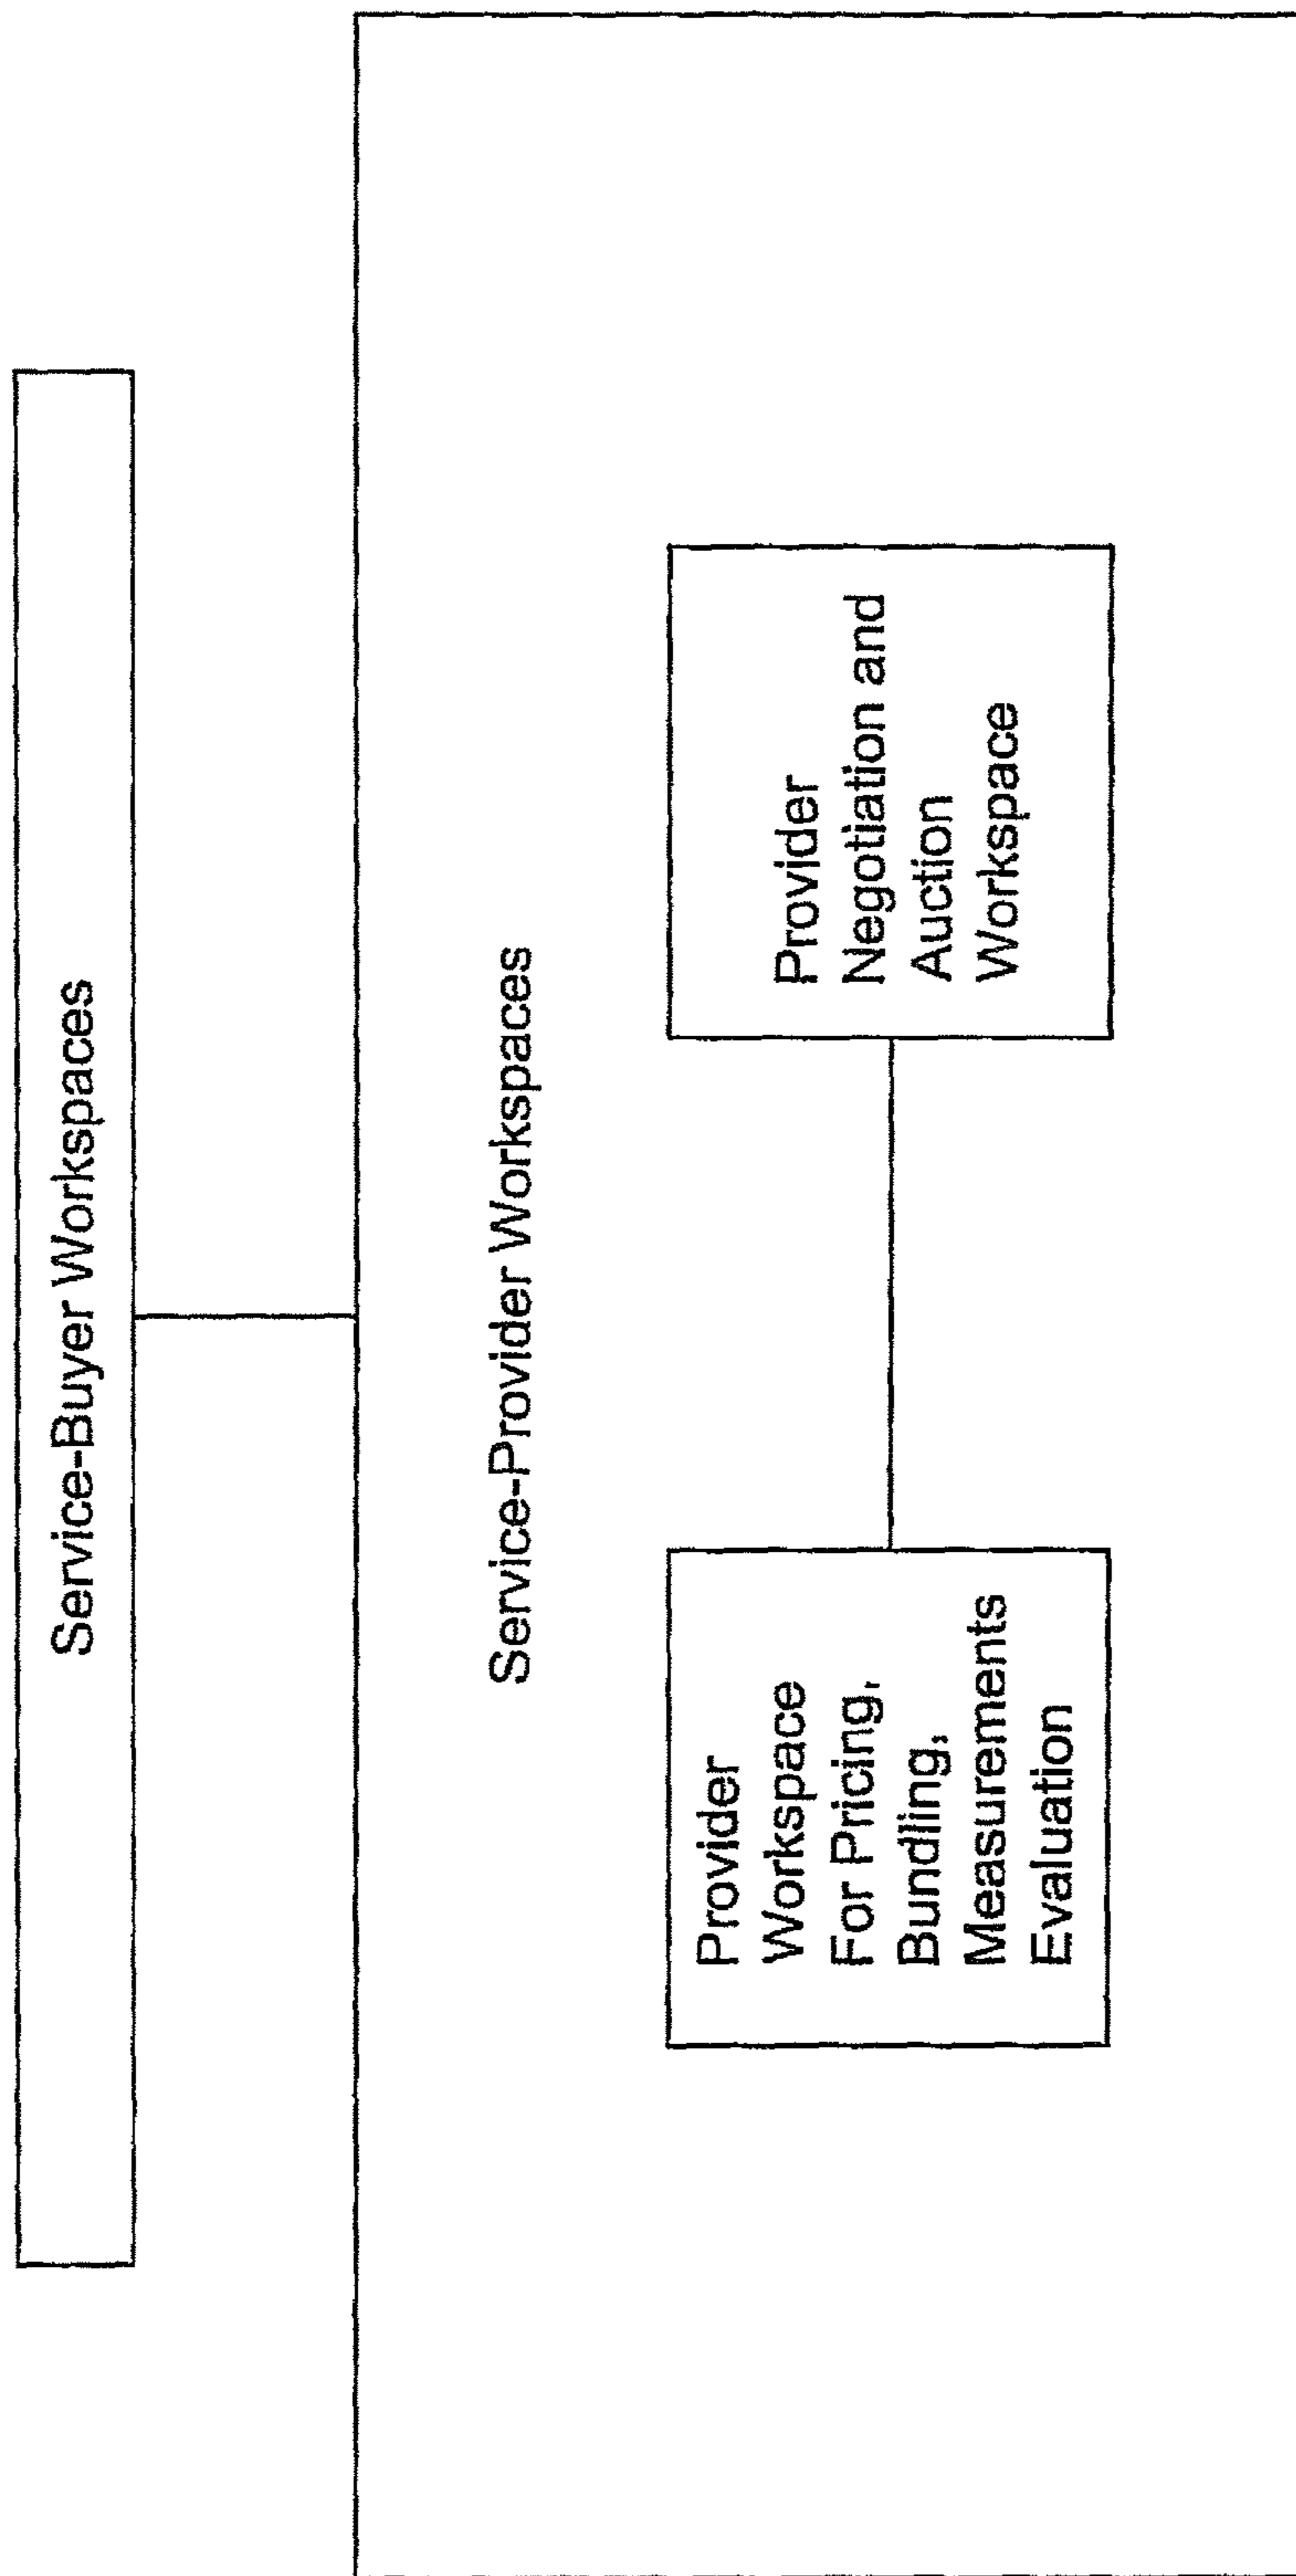 Service-Buyer Workspaces
Service-Provider Workspaces
Provider
Workspace
For Pricing,
Bundling,
Measurements
Evaluation
Provider
Negotiation and
Auction
Workspace